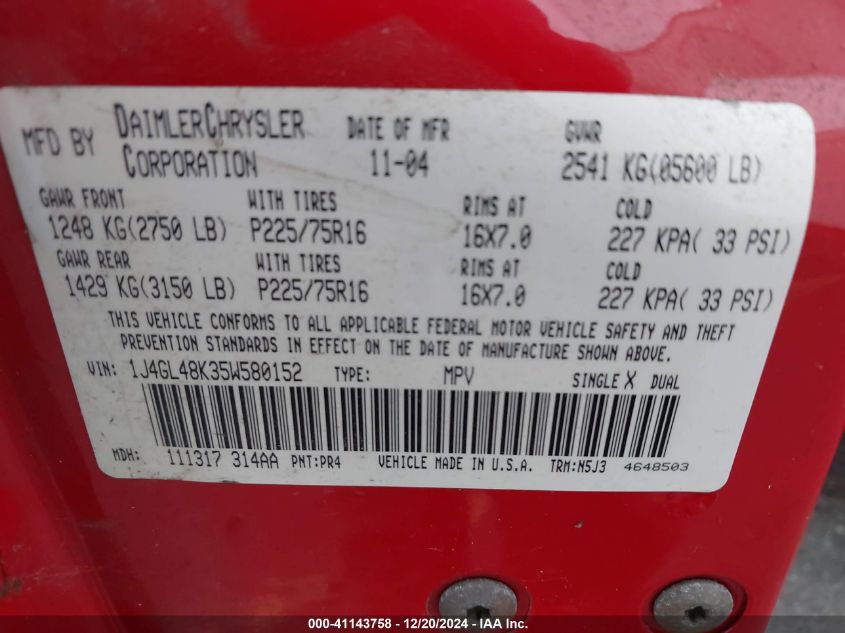 MFD BY DAIMLERCHRYSLER CORPORATION DATE OF MFR 11-04 GVWR 2541 KG(05600 LB)
GAWR FRONT WITH TIRES RIMS AT COLD
1248 KG(2750 LB) P225/75R16 16X7.0 227 KPA( 33 PSI)
GAWR REAR WITH TIRES RIMS AT COLD
1429 KG(3150 LB) P225/75R16 16X7.0 227 KPA( 33 PSI)
THIS VEHICLE CONFORMS TO ALL APPLICABLE FEDERAL MOTOR VEHICLE SAFETY AND THEFT
PREVENTION STANDARDS IN EFFECT ON THE DATE OF MANUFACTURE SHOWN ABOVE.
VIN: 1J4GL48K35W580152 TYPE: MPV SINGLE X DUAL
MDH: 111317 314AA PNT:PR4 VEHICLE MADE IN U.S.A. TRM:N5J3 4648503
000-41143758 - 12/20/2024 - IAA Inc.